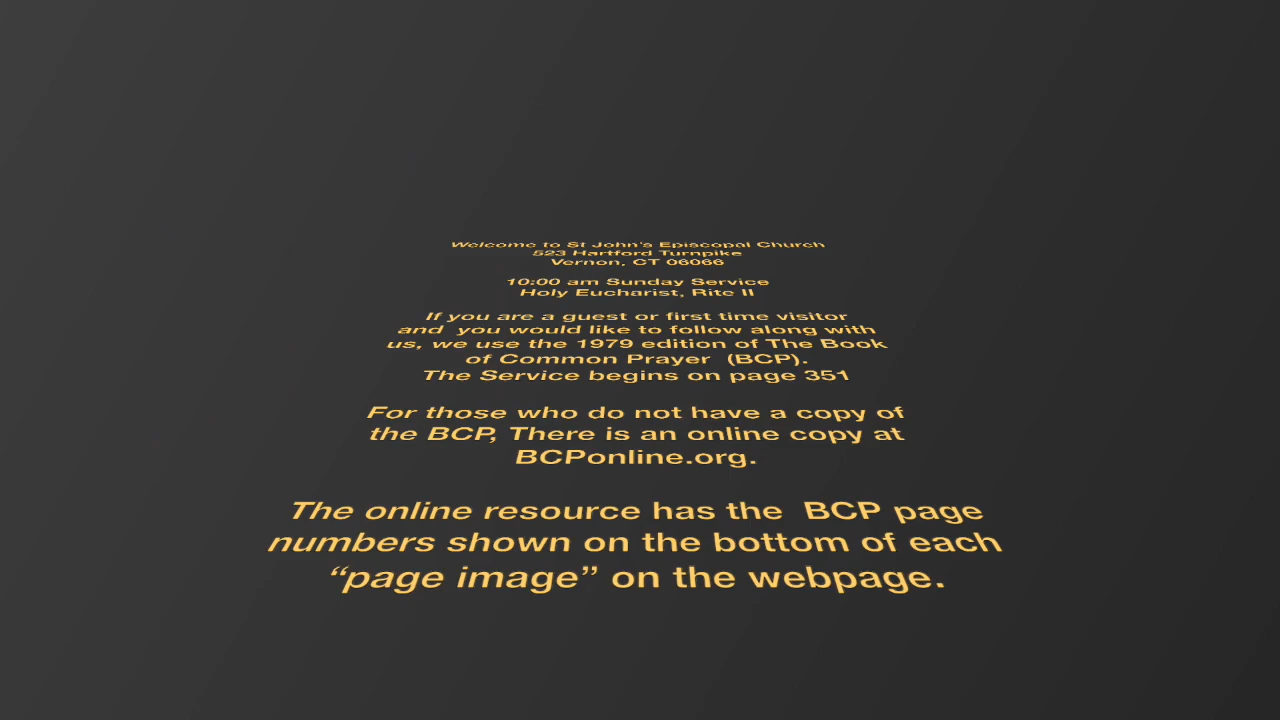 Welcome to St John's Episcopal Church
523 Hartford Turnpike
Vernon, CT 06066
10:00 am Sunday Service
Holy Eucharist, Rite II
If you are a guest or first time visitor
and  you would like to follow along with
us, we use the 1979 edition of The Book
of Common Prayer  (BCP).
The Service begins on page 351
For those who do not have a copy of
the BCP, There is an online copy at
BCPonline.org.
The online resource has the  BCP page
numbers shown on the bottom of each
“page image” on the webpage.